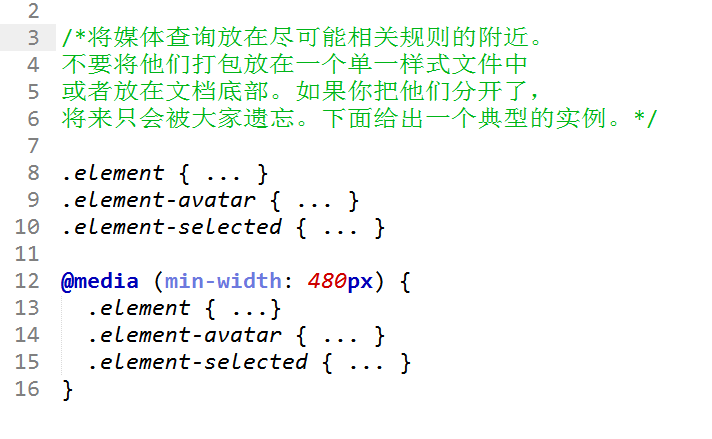 2
3 /*将媒体查询放在尽可能相关规则的附近。
4 不要将他们打包放在一个单一样式文件中
5 或者放在文档底部。如果你把他们分开了，
6 将来只会被大家遗忘。下面给出一个典型的实例。*/
7
8 .element { ... }
9 .element-avatar { ... }
10 .element-selected { ... }
11
12 @media (min-width: 480px) {
13   .element { ...}
14   .element-avatar { ... }
15   .element-selected { ... }
16 }